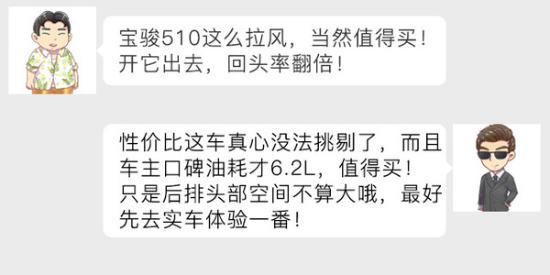 宝骏510这么拉风，当然值得买！
开它出去，回头率翻倍！
性价比这车真心没法挑剔了，而且
车主口碑油耗才6.2L，值得买！
只是后排头部空间不算大哦，最好
先去实车体验一番！